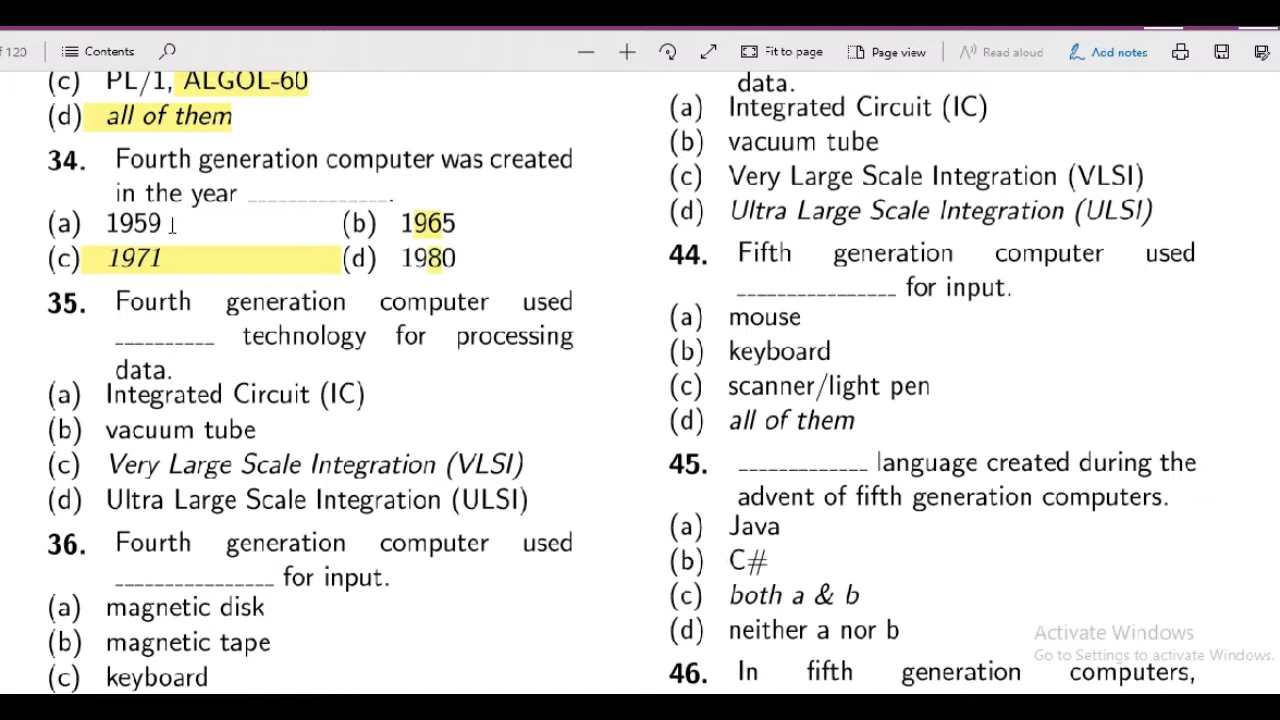 f 120
Contents
Fit to page
Page view
Read aloud
Add notes
(c) PL/1, ALGOL-60
(d) all of them
34. Fourth generation computer was created
in the year ______________.
(a) 1959 (b) 1965
(c) 1971 (d) 1980
35. Fourth generation computer used
__________ technology for processing
data.
(a) Integrated Circuit (IC)
(b) vacuum tube
(c) Very Large Scale Integration (VLSI)
(d) Ultra Large Scale Integration (ULSI)
36. Fourth generation computer used
________________ for input.
(a) magnetic disk
(b) magnetic tape
(c) keyboard
data.
(a) Integrated Circuit (IC)
(b) vacuum tube
(c) Very Large Scale Integration (VLSI)
(d) Ultra Large Scale Integration (ULSI)
44. Fifth generation computer used
________________ for input.
(a) mouse
(b) keyboard
(c) scanner/light pen
(d) all of them
45. _____________ language created during the
advent of fifth generation computers.
(a) Java
(b) C#
(c) both a & b
(d) neither a nor b
46. In fifth generation computers,
Activate Windows
Go to Settings to activate Windows.